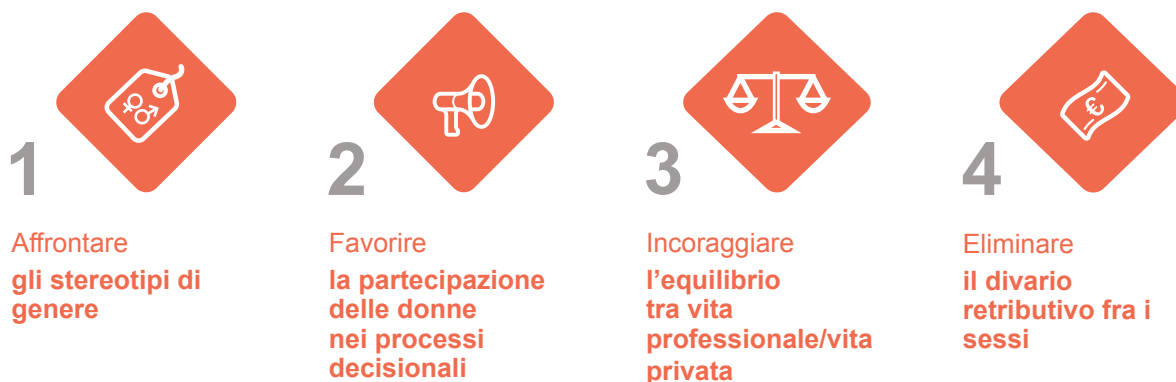 1
Affrontare
gli stereotipi di
genere
2
Favorire
la partecipazione
delle donne
nei processi
decisionali
3
Incoraggiare
l’equilibrio
tra vita
professionale/vita
privata
4
€
Eliminare
il divario
retributivo fra i
sessi